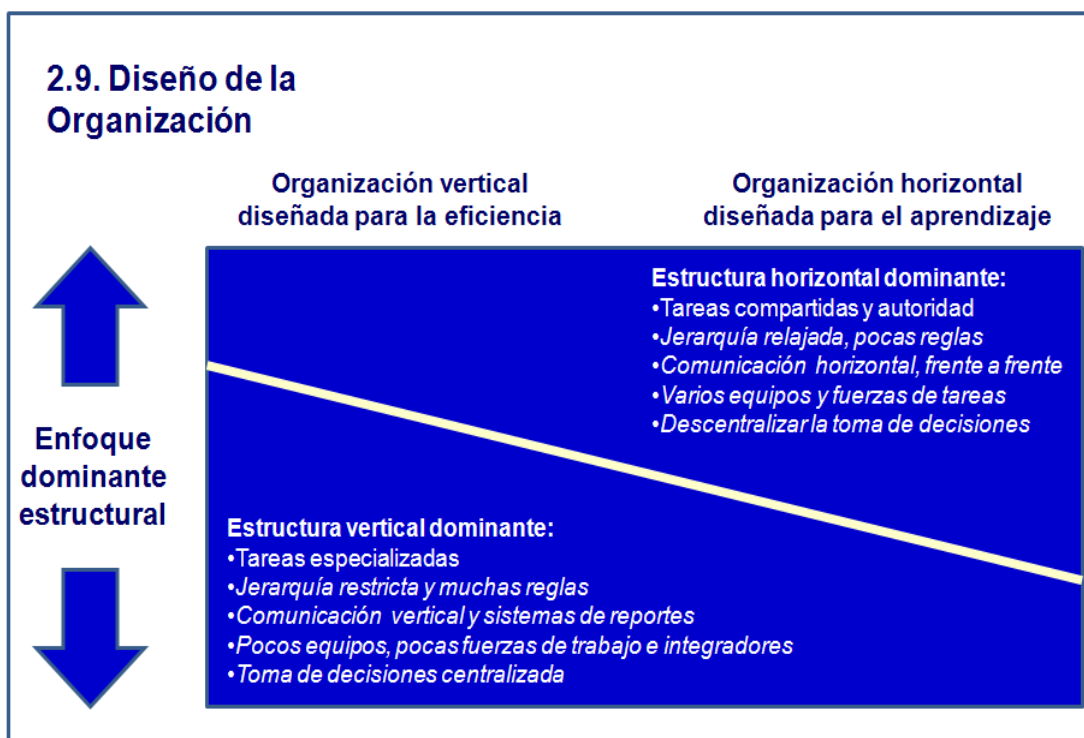 2.9. Diseño de la
Organización
Organización vertical
diseñada para la eficiencia
Organización horizontal
diseñada para el aprendizaje
Enfoque
dominante
estructural
Estructura horizontal dominante:
•Tareas compartidas y autoridad
•Jerarquía relajada, pocas reglas
•Comunicación horizontal, frente a frente
•Varios equipos y fuerzas de tareas
•Descentralizar la toma de decisiones
Estructura vertical dominante:
•Tareas especializadas
•Jerarquía restricta y muchas reglas
•Comunicación vertical y sistemas de reportes
•Pocos equipos, pocas fuerzas de trabajo e integradores
•Toma de decisiones centralizada